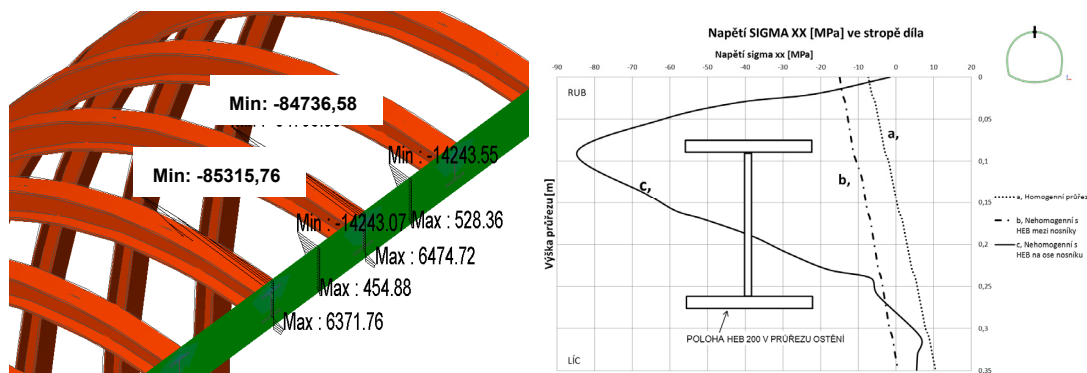 Min: -84736,58
Min : -14243.55
Min: -85315,76
Min : -14243.07
Max : 528.36
Max : 6474.72
Max : 454.88
Max : 6371.76
Napětí SIGMA XX [MPa] ve stropě díla
Napětí sigma xx [MPa]
-90 -80 -70 -60 -50 -40 -30 -20 -10 0 10 20
RUB
0
0,05
0,1
0,15
0,2
0,25
0,3
0,35
Výška průřezu [m]
a,
b,
c,
POLOHA HEB 200 V PRŮŘEZU OSTĚNÍ
LÍC
a, Homogenní průřez
b, Nehomogenní s
HEB mezi nosníky
c, Nehomogenní s
HEB na ose nosníku